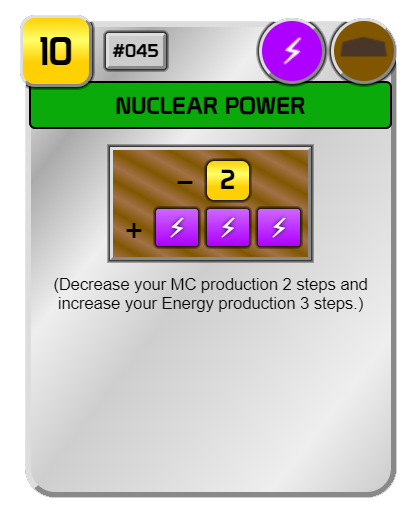 10 #045
NUCLEAR POWER
– 2
+
(Decrease your MC production 2 steps and
increase your Energy production 3 steps.)